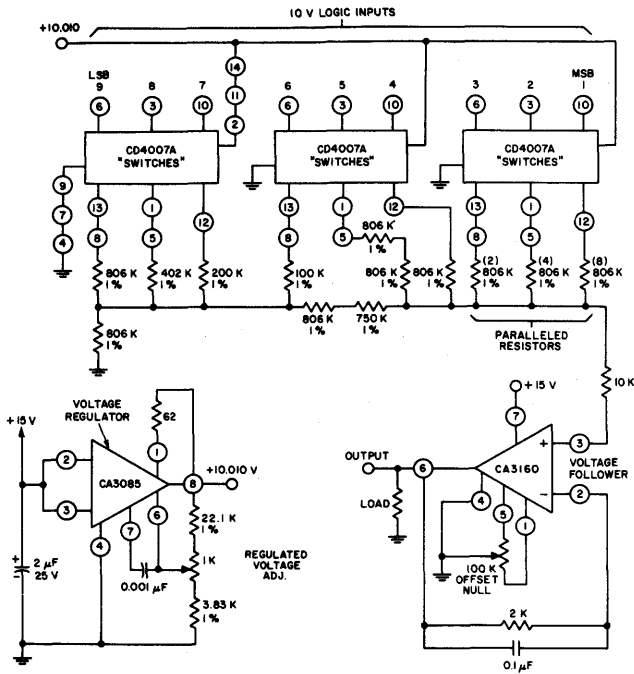 10 V LOGIC INPUTS
+10.010
LSB
9 8 7 6 5 4 3 2 MSB
1
14
11
2
6 3 10 6 3 10 6 3 10
CD4007A
"SWITCHES"
CD4007A
"SWITCHES"
CD4007A
"SWITCHES"
9
7
4
13 1 12 13 1 12 13 1 12
8 5 8 5 8 5
806 K
1%
806 K
1%
402 K
1%
200 K
1%
100 K
1%
806 K
1%
806 K
1%
(2)
806 K
1%
(4)
806 K
1%
(8)
806 K
1%
806 K
1%
806 K
1%
750 K
1%
PARALLELED
RESISTORS
10 K
VOLTAGE
REGULATOR
+15 V
62
1
2
3
CA3085
8
+10.010 V
4
7
6
22.1 K
1%
1K
3.83 K
1%
0.001 µF
2 µF
25 V
+
–
REGULATED
VOLTAGE
ADJ.
+15 V
7
OUTPUT
6
CA3160
+
–
3
2
VOLTAGE
FOLLOWER
LOAD
4
5
1
100 K
OFFSET
NULL
2 K
0.1 µF